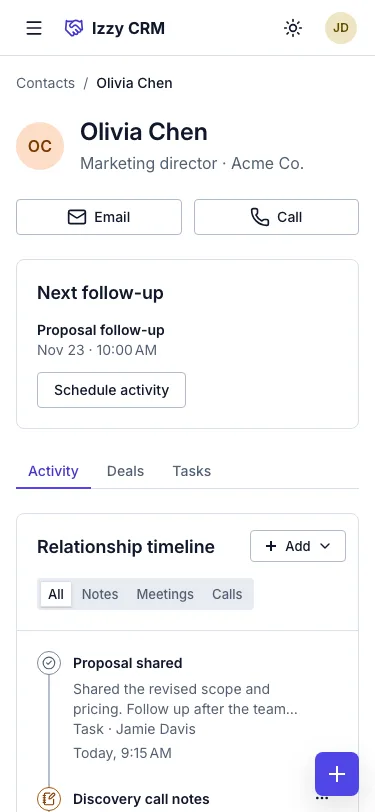 Izzy CRM
JD
Contacts / Olivia Chen
OC
Olivia Chen
Marketing director · Acme Co.
Email
Call
Next follow-up
Proposal follow-up
Nov 23 · 10:00 AM
Schedule activity
Activity
Deals
Tasks
Relationship timeline
Add
All
Notes
Meetings
Calls
Proposal shared
Shared the revised scope and
pricing. Follow up after the team...
Task · Jamie Davis
Today, 9:15 AM
Discovery call notes